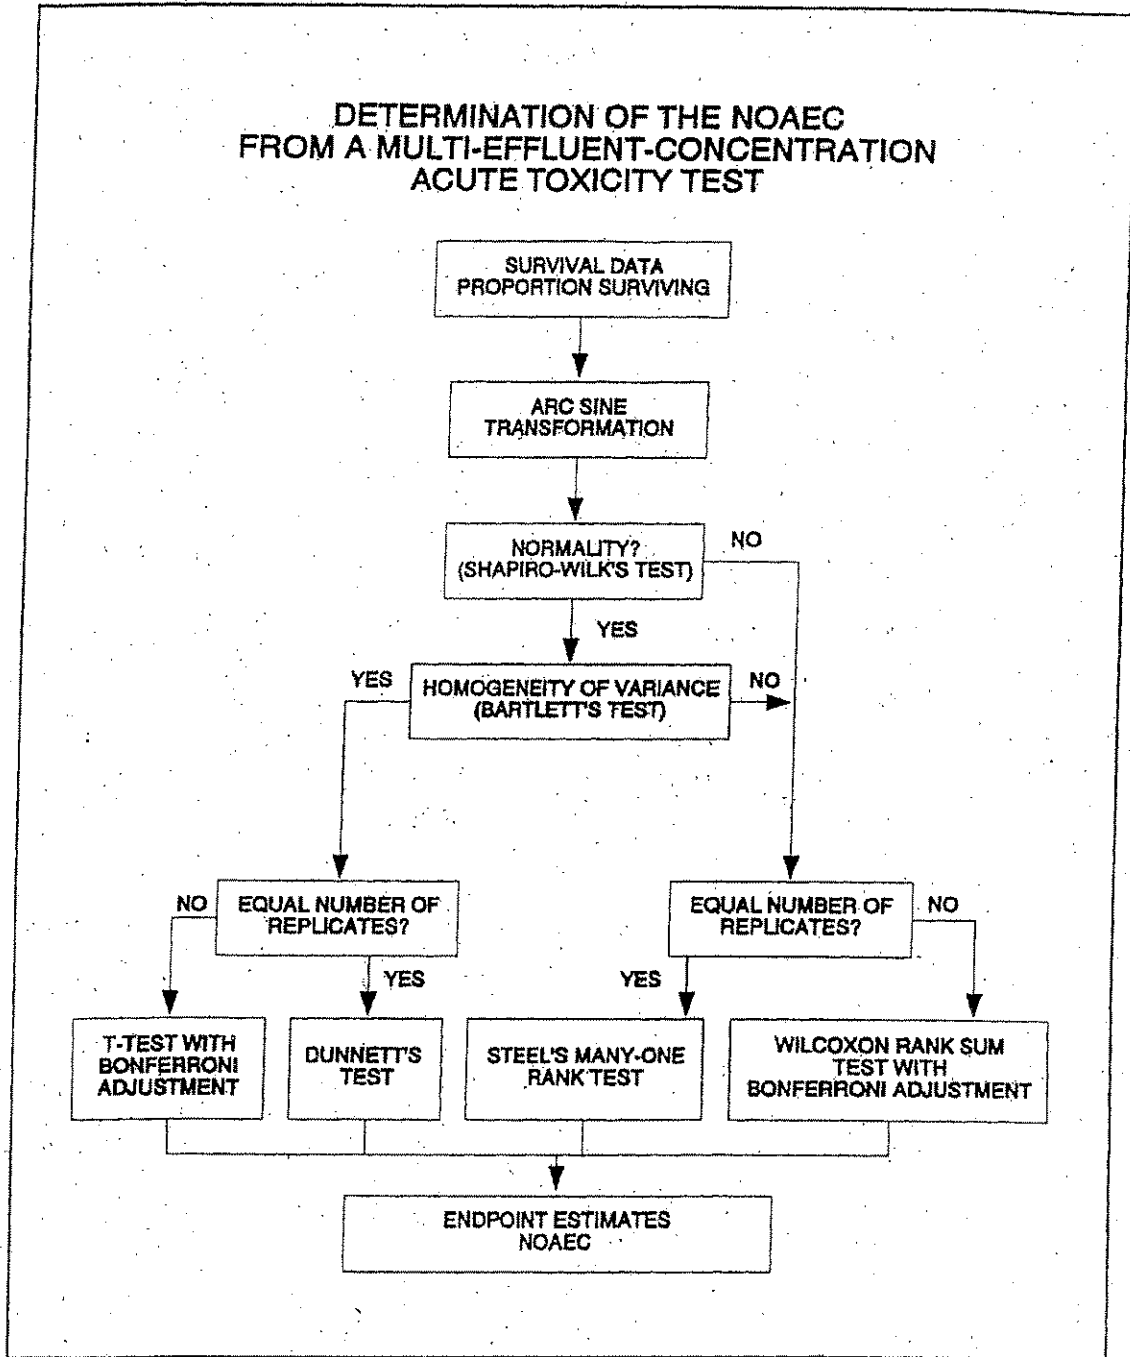 DETERMINATION OF THE NOAEC
FROM A MULTI-EFFLUENT-CONCENTRATION
ACUTE TOXICITY TEST
SURVIVAL DATA
PROPORTION SURVIVING
ARC SINE
TRANSFORMATION
NORMALITY?
(SHAPIRO-WILK'S TEST)
NO
YES
YES
HOMOGENEITY OF VARIANCE
(BARTLETT'S TEST)
NO
NO
EQUAL NUMBER OF
REPLICATES?
EQUAL NUMBER OF
REPLICATES?
NO
YES
YES
T-TEST WITH
BONFERRONI
ADJUSTMENT
DUNNETT'S
TEST
STEEL'S MANY-ONE
RANK TEST
WILCOXON RANK SUM
TEST WITH
BONFERRONI ADJUSTMENT
ENDPOINT ESTIMATES
NOAEC